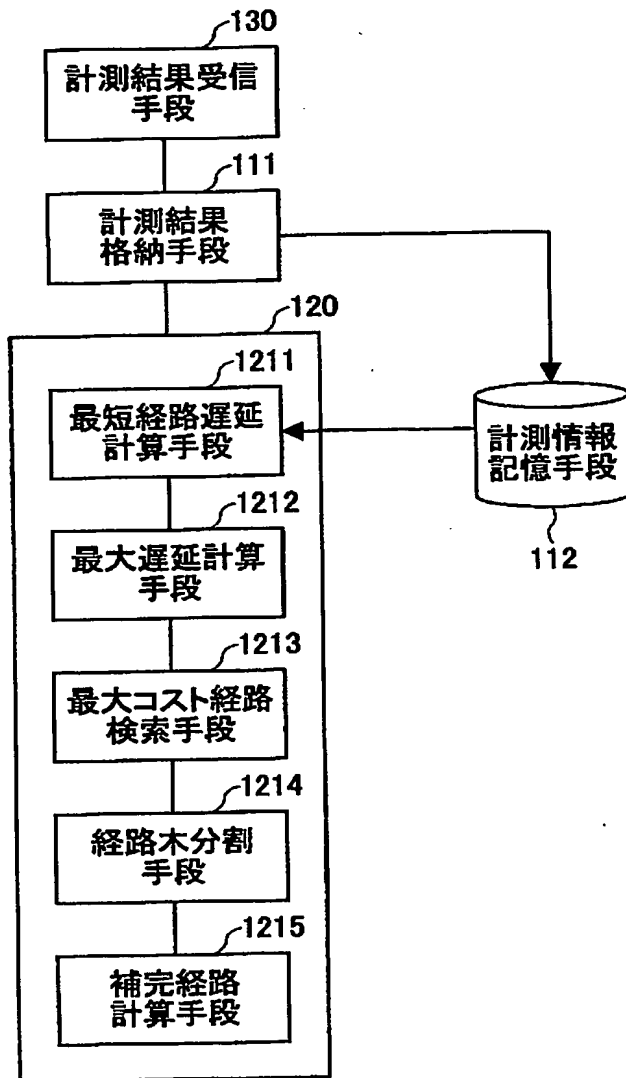 130
計測結果受信
手段
111
計測結果
格納手段
120
1211
最短経路遅延
計算手段
計測情報
記憶手段
112
1212
最大遅延計算
手段
1213
最大コスト経路
検索手段
1214
経路木分割
手段
1215
補完経路
計算手段